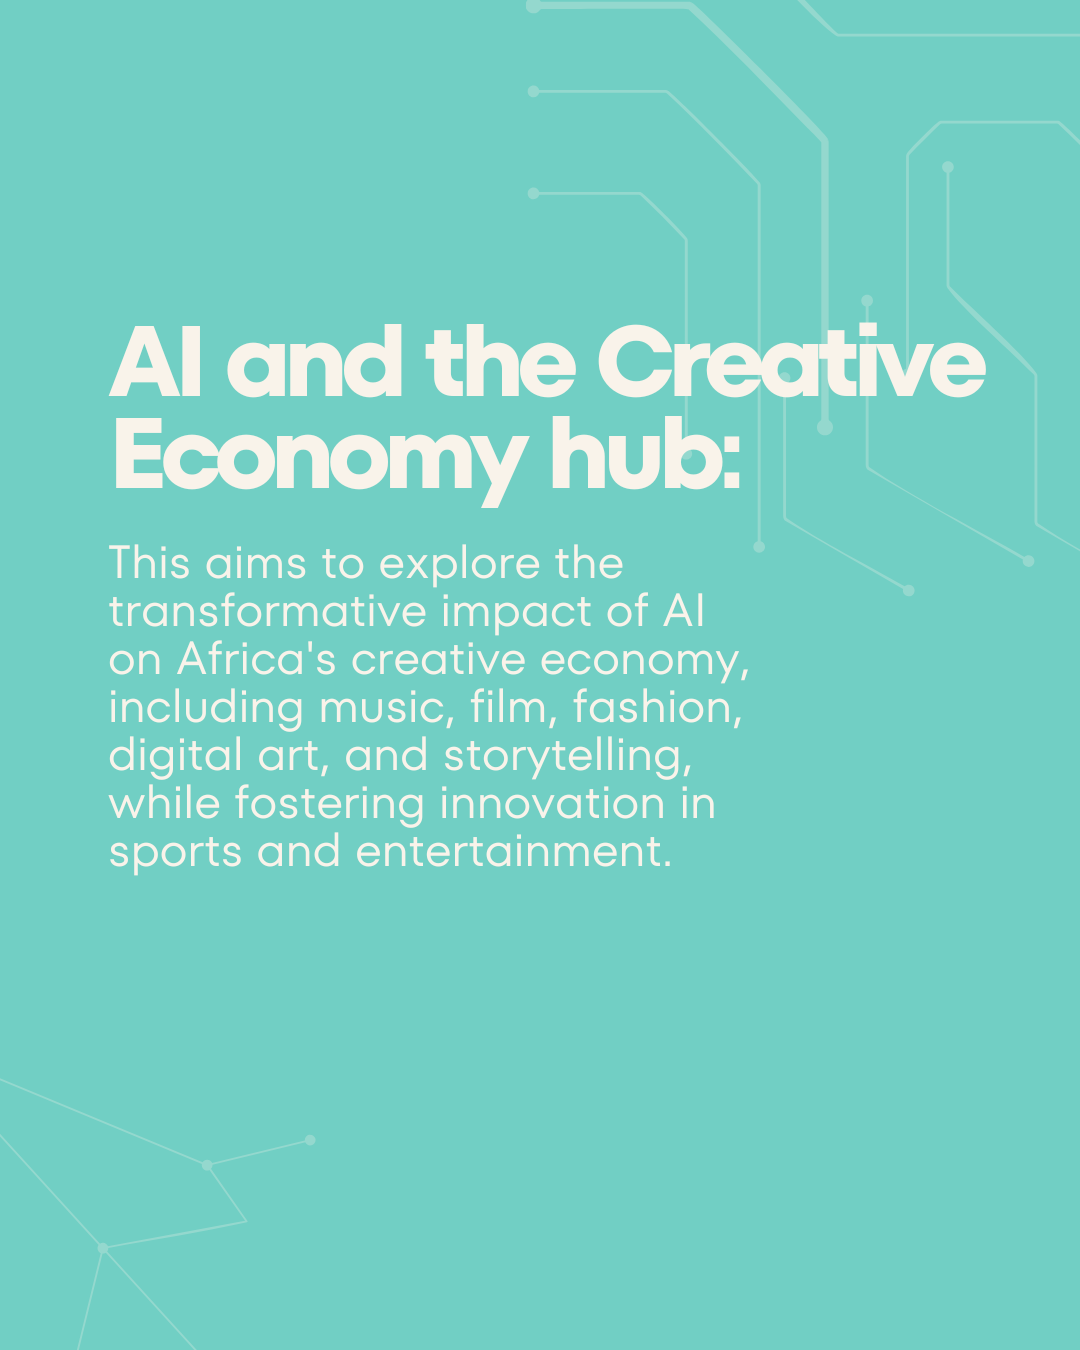 AI and the Creative
Economy hub:
This aims to explore the
transformative impact of AI
on Africa's creative economy,
including music, film, fashion,
digital art, and storytelling,
while fostering innovation in
sports and entertainment.